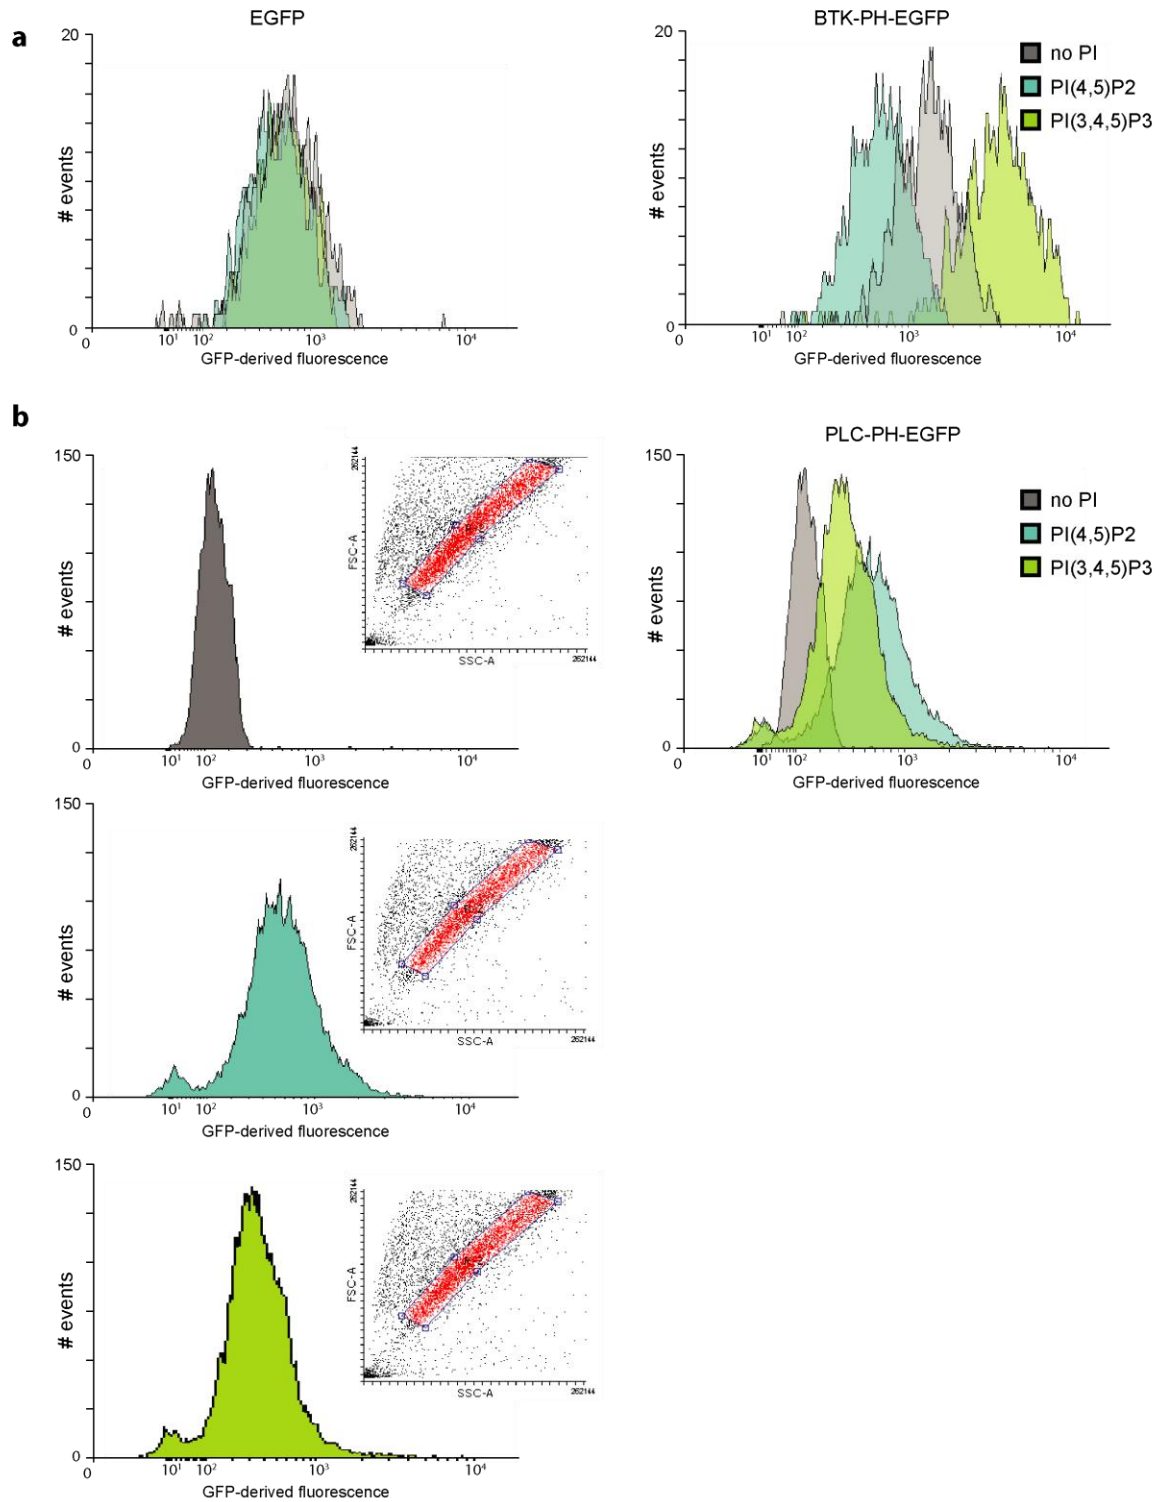 a
EGFP
20
# events
0
10¹ 10² 10³ 10⁴
GFP-derived fluorescence
BTK-PH-EGFP
20
# events
0
0 10¹ 10² 10³ 10⁴
GFP-derived fluorescence
no PI
PI(4,5)P2
PI(3,4,5)P3
b
150
# events
0
0 10¹ 10² 10³ 10⁴
GFP-derived fluorescence
262144
FSC-A
SSC-A
262144
PLC-PH-EGFP
150
# events
0
0 10¹ 10² 10³ 10⁴
GFP-derived fluorescence
no PI
PI(4,5)P2
PI(3,4,5)P3
150
# events
0
0 10¹ 10² 10³ 10⁴
GFP-derived fluorescence
262144
FSC-A
SSC-A
262144
150
# events
0
0 10¹ 10² 10³ 10⁴
GFP-derived fluorescence
262144
FSC-A
SSC-A
262144